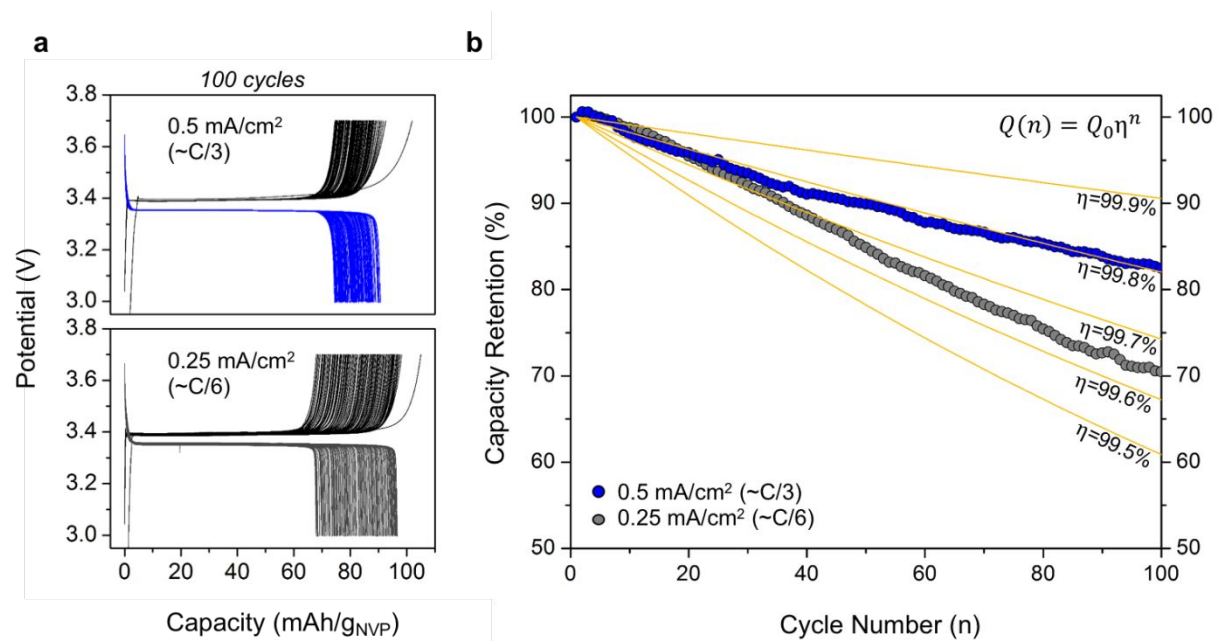 a
100 cycles
3.8
3.6
3.4
3.2
3.0
0.5 mA/cm²
(~C/3)
3.8
3.6
3.4
3.2
3.0
0.25 mA/cm²
(~C/6)
Potential (V)
0 20 40 60 80 100
Capacity (mAh/gNVP)
b
100
90
80
70
60
50
Capacity Retention (%)
Q(n) = Q₀ηⁿ
η=99.9%
η=99.8%
η=99.7%
η=99.6%
η=99.5%
0.5 mA/cm² (~C/3)
0.25 mA/cm² (~C/6)
100
90
80
70
60
50
0 20 40 60 80 100
Cycle Number (n)